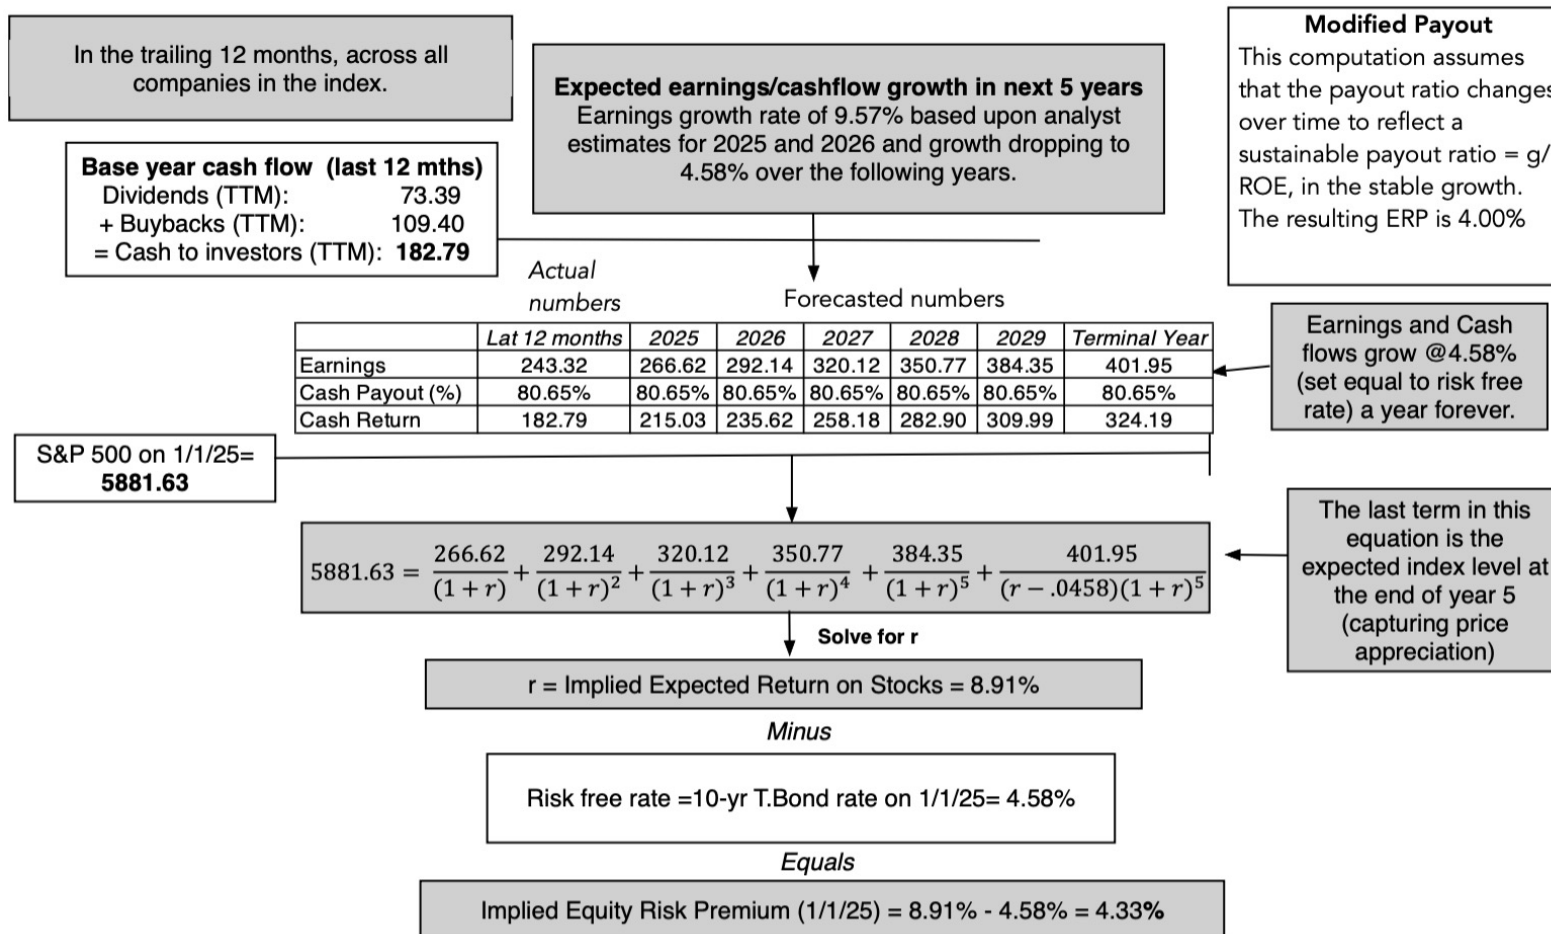 In the trailing 12 months, across all
companies in the index.
Expected earnings/cashflow growth in next 5 years
Earnings growth rate of 9.57% based upon analyst
estimates for 2025 and 2026 and growth dropping to
4.58% over the following years.
Modified Payout
This computation assumes
that the payout ratio changes
over time to reflect a
sustainable payout ratio = g/
ROE, in the stable growth.
The resulting ERP is 4.00%
Base year cash flow (last 12 mths)
Dividends (TTM): 73.39
+ Buybacks (TTM): 109.40
= Cash to investors (TTM): 182.79
Actual
numbers
Forecasted numbers
Lat 12 months 2025 2026 2027 2028 2029 Terminal Year
Earnings 243.32 266.62 292.14 320.12 350.77 384.35 401.95
Cash Payout (%) 80.65% 80.65% 80.65% 80.65% 80.65% 80.65% 80.65%
Cash Return 182.79 215.03 235.62 258.18 282.90 309.99 324.19
Earnings and Cash
flows grow @4.58%
(set equal to risk free
rate) a year forever.
S&P 500 on 1/1/25=
5881.63
5881.63 = 266.62/(1 + r) + 292.14/(1 + r)² + 320.12/(1 + r)³ + 350.77/(1 + r)⁴ + 384.35/(1 + r)⁵ + 401.95/(r − .0458)(1 + r)⁵
The last term in this
equation is the
expected index level at
the end of year 5
(capturing price
appreciation)
Solve for r
r = Implied Expected Return on Stocks = 8.91%
Minus
Risk free rate =10-yr T.Bond rate on 1/1/25= 4.58%
Equals
Implied Equity Risk Premium (1/1/25) = 8.91% - 4.58% = 4.33%